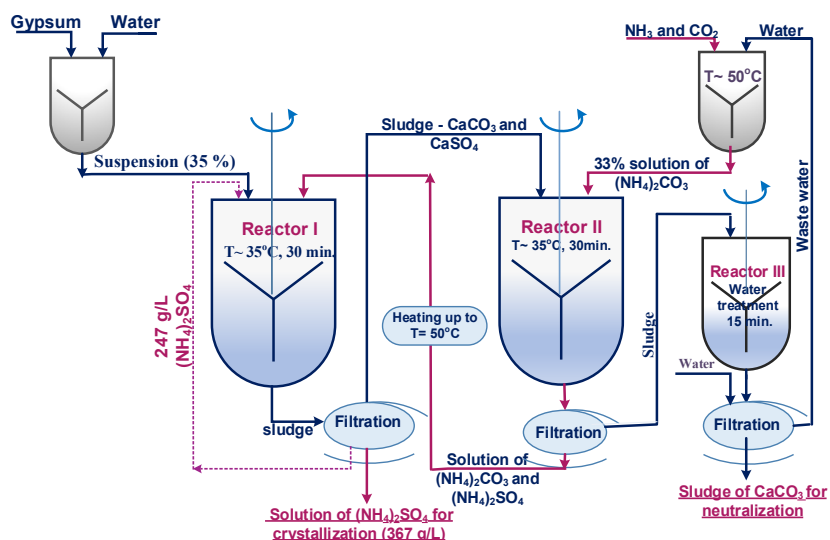 Gypsum
Water
Suspension (35 %)
247 g/L
(NH4)2SO4
Reactor I
T~ 35°C, 30 min.
sludge
Filtration
Solution of (NH4)2SO4 for
crystallization (367 g/L)
Sludge - CaCO3 and
CaSO4
Heating up to
T= 50°C
Solution of
(NH4)2CO3 and
(NH4)2SO4
NH3 and CO2
Water
T~ 50°C
33% solution of
(NH4)2CO3
Reactor II
T~ 35°C, 30min.
Filtration
Sludge
Waste water
Reactor III
Water
treatment
15 min.
Water
Filtration
Sludge of CaCO3 for
neutralization